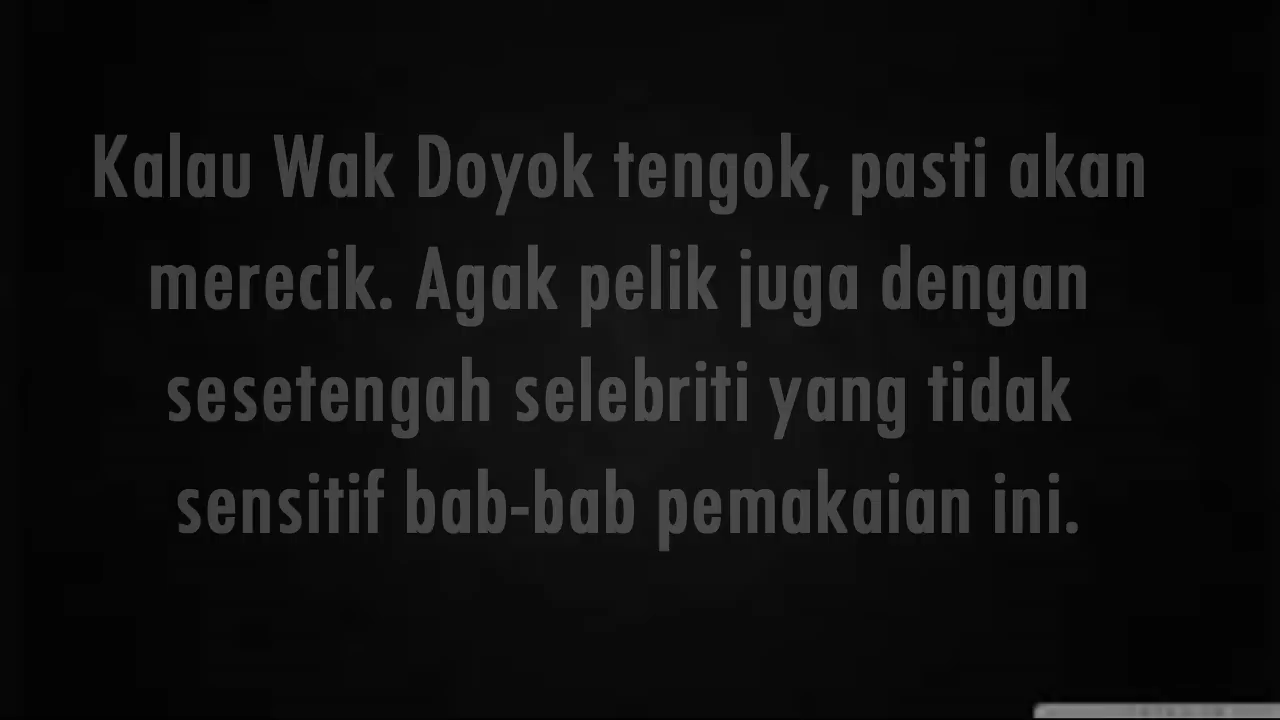 Kalau Wak Doyok tengok, pasti akan
merecik. Agak pelik juga dengan
sesetengah selebriti yang tidak
sensitif bab-bab pemakaian ini.